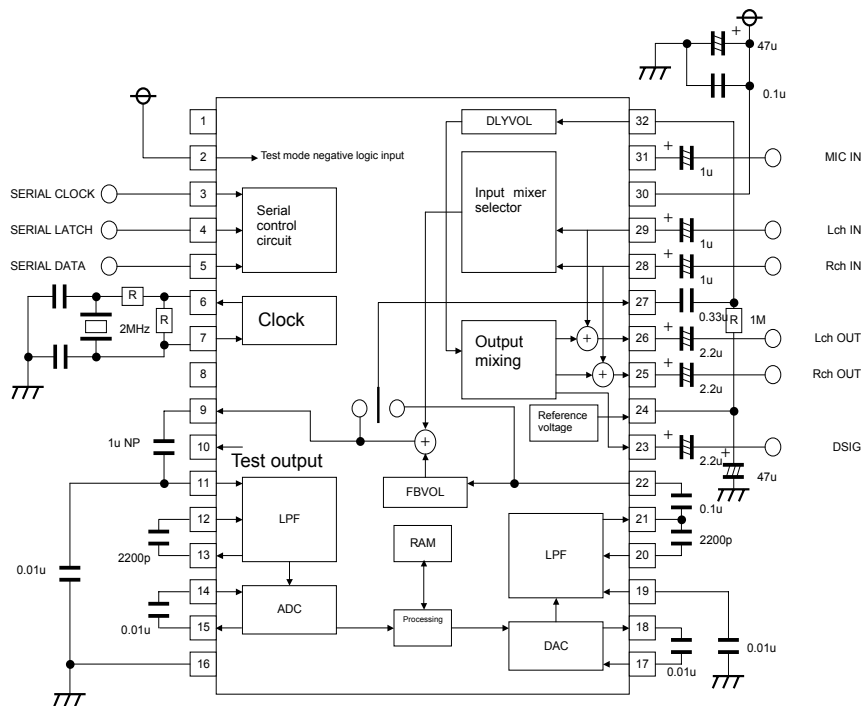 +
47u
0.1u
1
DLYVOL
32
2
Test mode negative logic input
31
+
1u
MIC IN
SERIAL CLOCK
3
Serial
control
circuit
Input mixer
selector
30
SERIAL LATCH
4
29
+
1u
Lch IN
SERIAL DATA
5
28
+
1u
Rch IN
R
6
Clock
27
0.33u
R
1M
2MHz
R
7
Output
mixing
+
26
+
2.2u
Lch OUT
8
+
25
+
2.2u
Rch OUT
9
Reference
voltage
24
1u NP
10
Test output
+
23
+
2.2u
DSIG
+
47u
11
LPF
FBVOL
22
0.1u
12
21
2200p
13
RAM
LPF
20
2200p
0.01u
14
ADC
19
0.01u
15
Processing
DAC
18
0.01u
16
17
0.01u